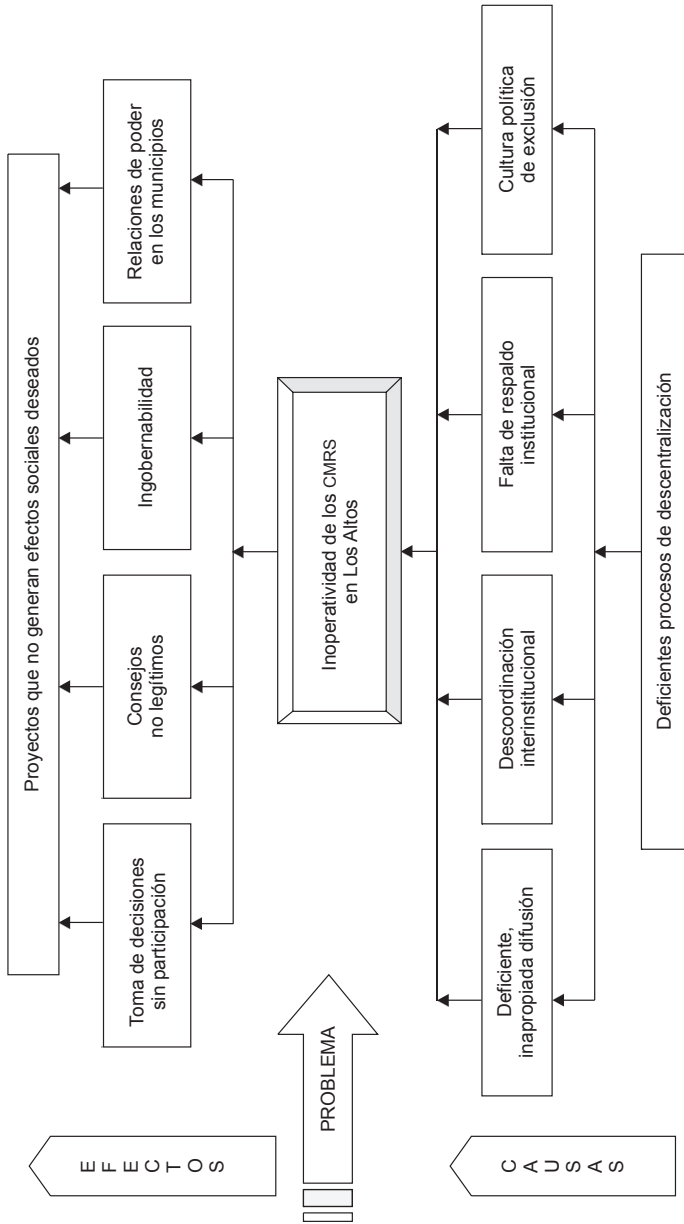 EFECTOS
Proyectos que no generan efectos sociales deseados
Toma de decisiones
sin participación
Consejos
no legítimos
Ingobernabilidad
Relaciones de poder
en los municipios
PROBLEMA
Inoperatividad de los CMRS
en Los Altos
CAUSAS
Deficiente,
inapropiada difusión
Descoordinación
interinstitucional
Falta de respaldo
institucional
Cultura política
de exclusión
Deficientes procesos de descentralización